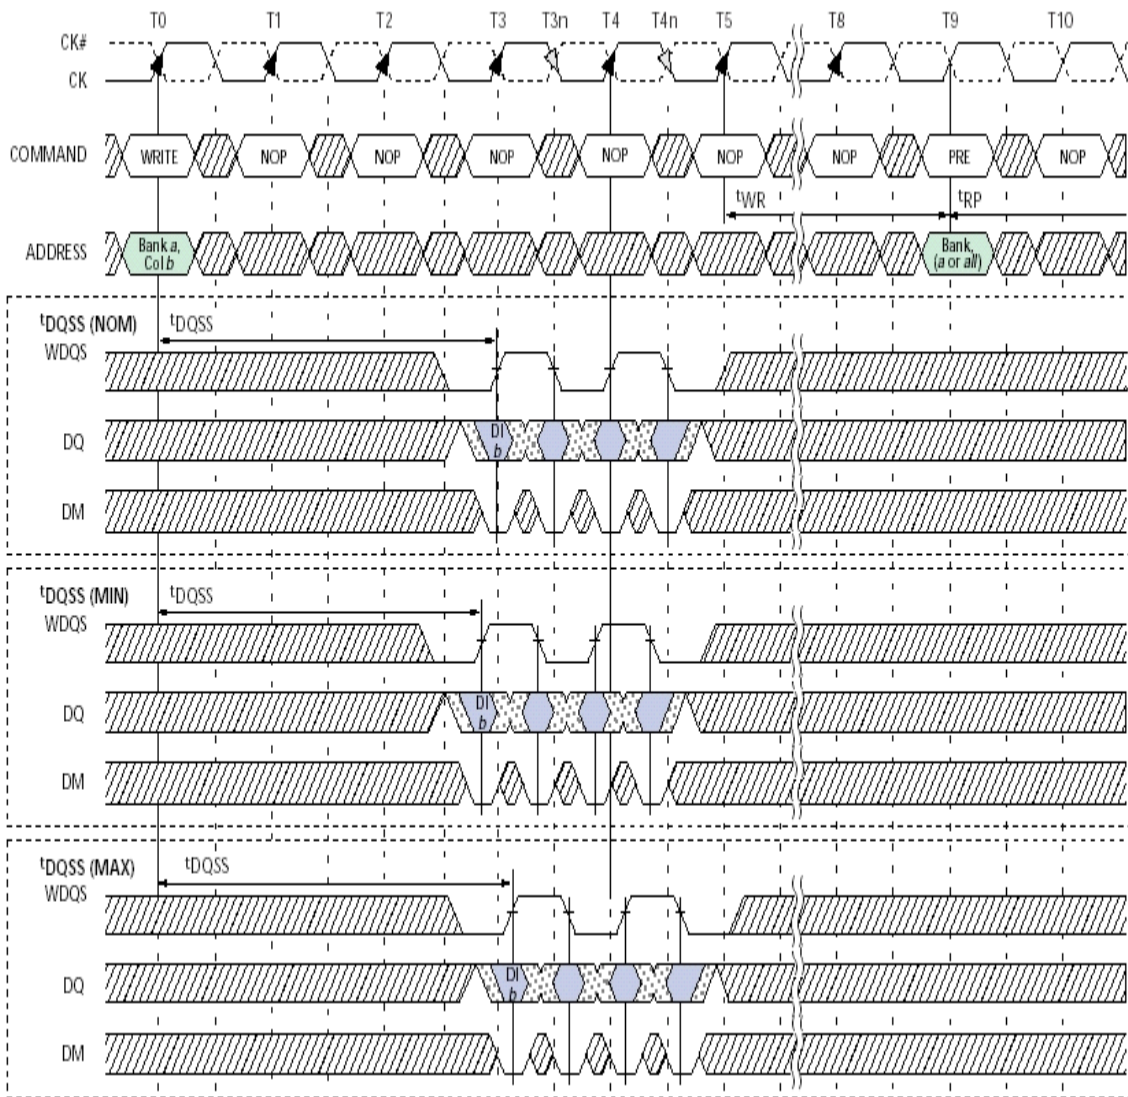 T0 T1 T2 T3 T3n T4 T4n T5 T8 T9 T10
CK#
CK
COMMAND WRITE NOP NOP NOP NOP NOP NOP PRE NOP
tWR tRP
ADDRESS Bank a, Col b Bank, (a or all)
tDQSS (NOM) tDQSS
WDQS
DQ DI b
DM
tDQSS (MIN) tDQSS
WDQS
DQ DI b
DM
tDQSS (MAX) tDQSS
WDQS
DQ DI b
DM